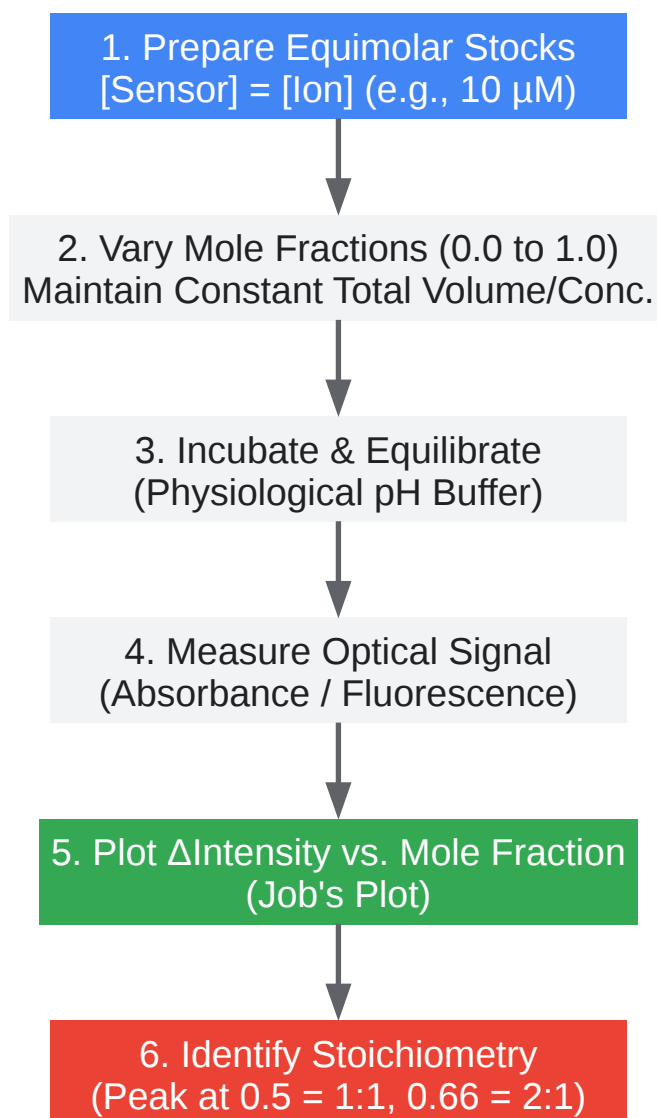 1. Prepare Equimolar Stocks
[Sensor] = [Ion] (e.g., 10 µM)
2. Vary Mole Fractions (0.0 to 1.0)
Maintain Constant Total Volume/Conc.
3. Incubate & Equilibrate
(Physiological pH Buffer)
4. Measure Optical Signal
(Absorbance / Fluorescence)
5. Plot ΔIntensity vs. Mole Fraction
(Job's Plot)
6. Identify Stoichiometry
(Peak at 0.5 = 1:1, 0.66 = 2:1)